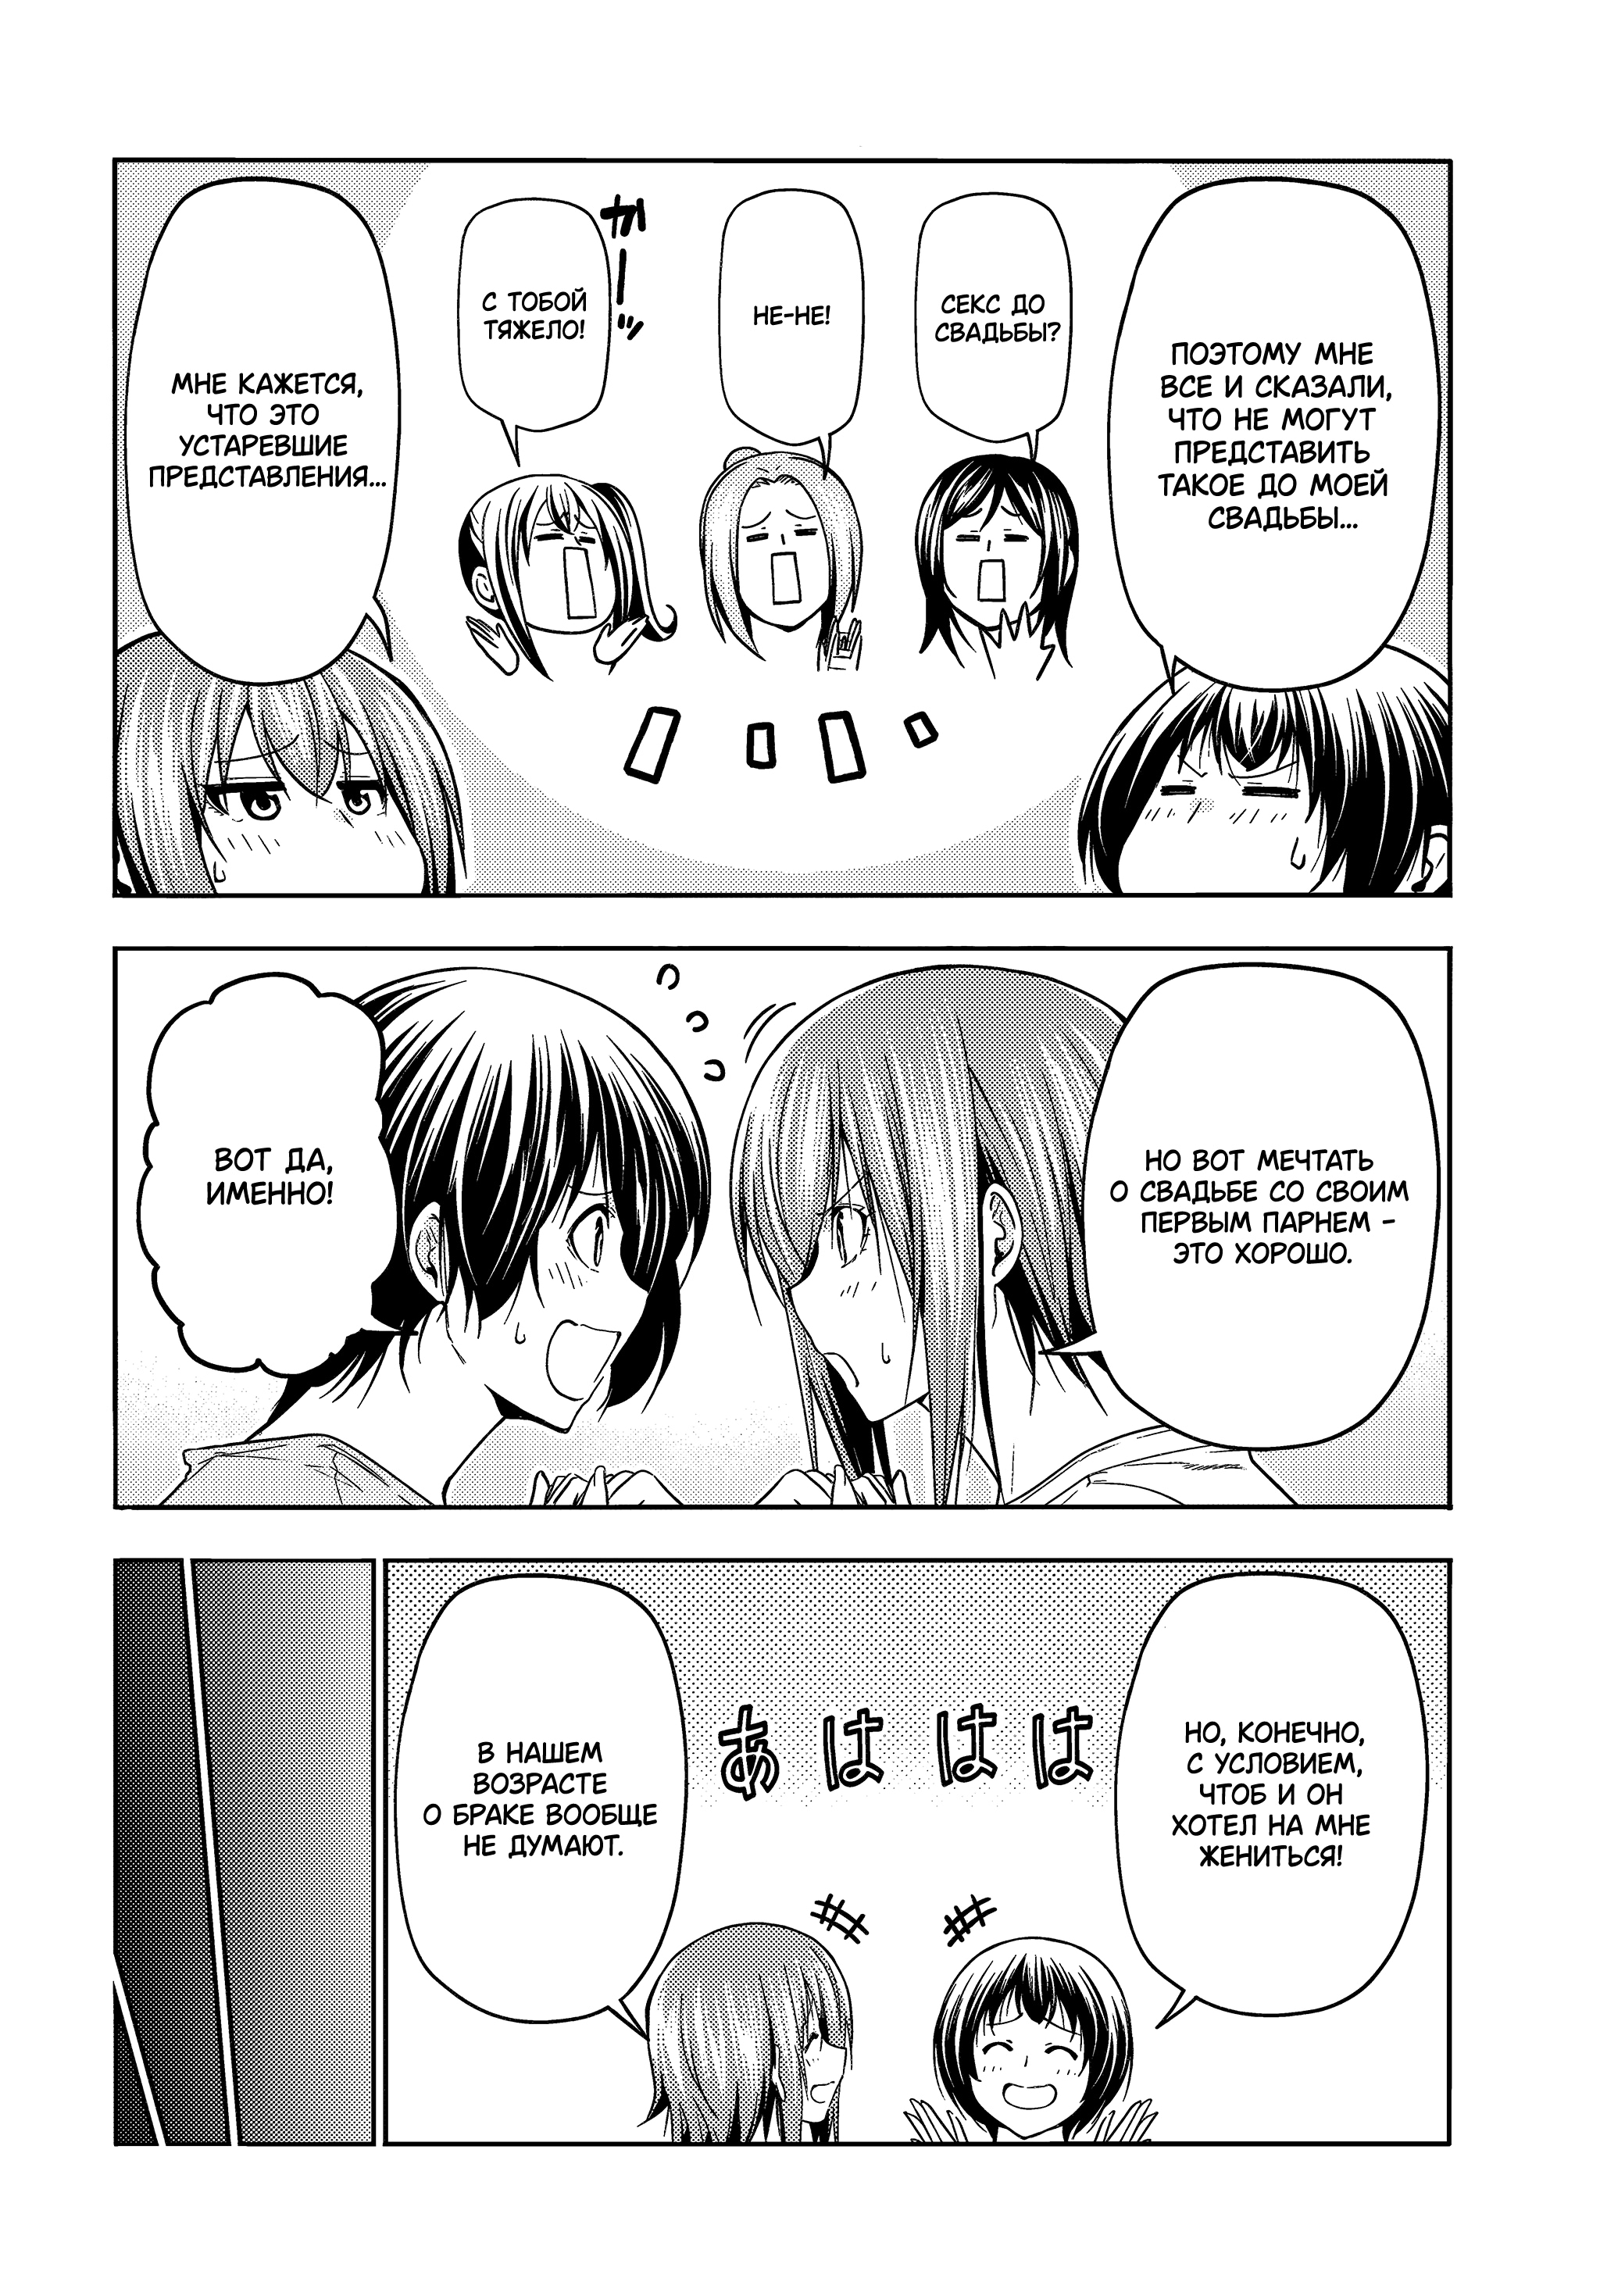 ПОЭТОМУ МНЕ
ВСЕ И СКАЗАЛИ,
ЧТО НЕ МОГУТ
ПРЕДСТАВИТЬ
ТАКОЕ ДО МОЕЙ
СВАДЬБЫ...
СЕКС ДО
СВАДЬБЫ?
НЕ-НЕ!
С ТОБОЙ
ТЯЖЕЛО!
カーッ
МНЕ КАЖЕТСЯ,
ЧТО ЭТО
УСТАРЕВШИЕ
ПРЕДСТАВЛЕНИЯ...
НО ВОТ МЕЧТАТЬ
О СВАДЬБЕ СО СВОИМ
ПЕРВЫМ ПАРНЕМ -
ЭТО ХОРОШО.
ВОТ ДА,
ИМЕННО!
НО, КОНЕЧНО,
С УСЛОВИЕМ,
ЧТОБ И ОН
ХОТЕЛ НА МНЕ
ЖЕНИТЬСЯ!
あははは
В НАШЕМ
ВОЗРАСТЕ
О БРАКЕ ВООБЩЕ
НЕ ДУМАЮТ.